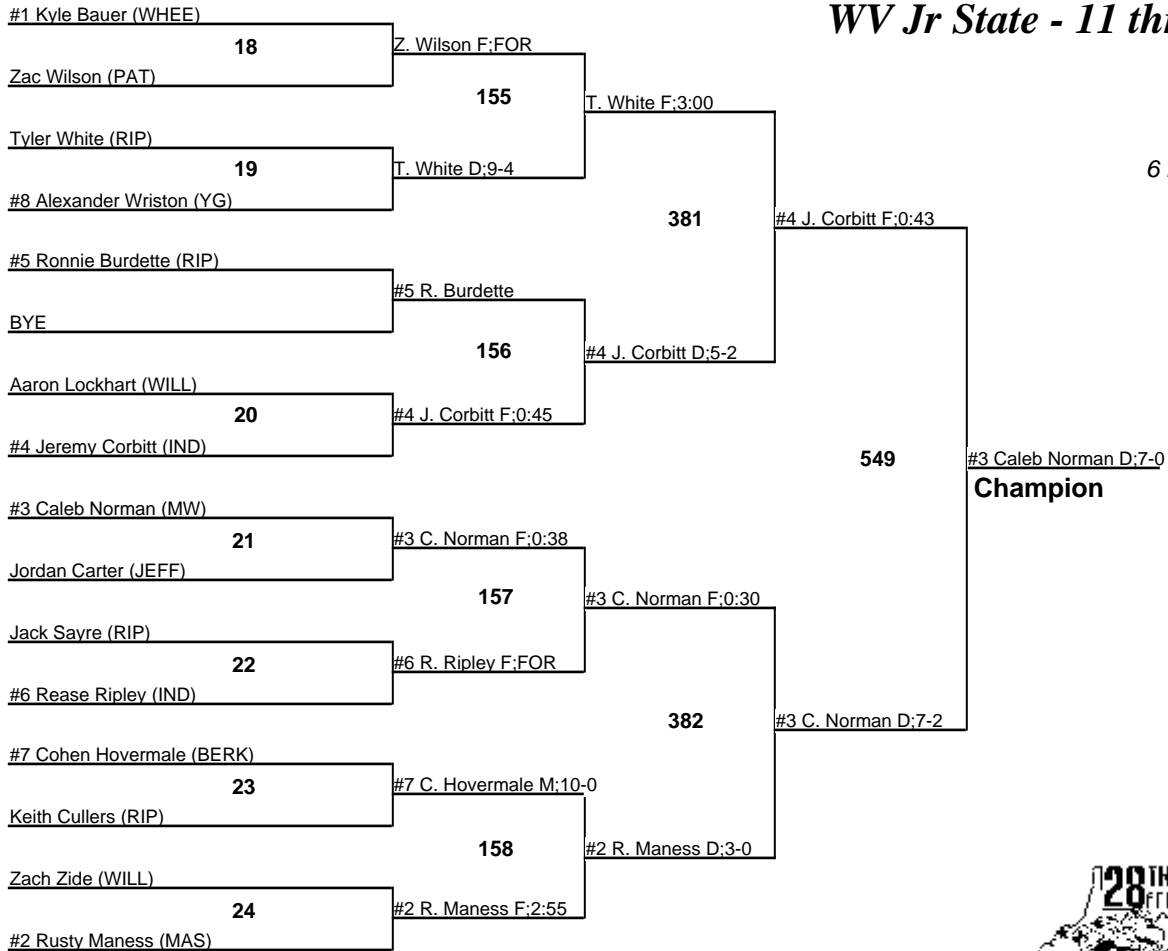 WV Jr State - 11 th
6
#1 Kyle Bauer (WHEE)
18
Zac Wilson (PAT)
Z. Wilson F;FOR
155
Tyler White (RIP)
19
#8 Alexander Wriston (YG)
T. White D;9-4
T. White F;3:00
381
#5 Ronnie Burdette (RIP)
BYE
#5 R. Burdette
156
Aaron Lockhart (WILL)
20
#4 Jeremy Corbitt (IND)
#4 J. Corbitt F;0:45
#4 J. Corbitt D;5-2
#4 J. Corbitt F;0:43
549
#3 Caleb Norman D;7-0
Champion
#3 Caleb Norman (MW)
21
Jordan Carter (JEFF)
#3 C. Norman F;0:38
157
Jack Sayre (RIP)
22
#6 Rease Ripley (IND)
#6 R. Ripley F;FOR
#3 C. Norman F;0:30
382
#3 C. Norman D;7-2
#7 Cohen Hovermale (BERK)
23
Keith Cullers (RIP)
#7 C. Hovermale M;10-0
158
Zach Zide (WILL)
24
#2 Rusty Maness (MAS)
#2 R. Maness F;2:55
#2 R. Maness D;3-0
28TH